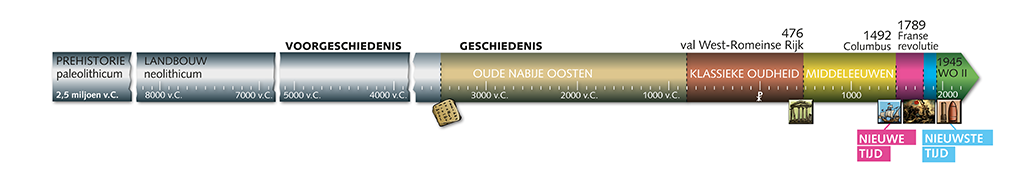 476
val West-Romeinse Rijk
1492
Columbus
1789
Franse
revolutie
VOORGESCHIEDENIS
GESCHIEDENIS
PREHISTORIE
paleolithicum
LANDBOUW
neolithicum
OUDE NABIJE OOSTEN
KLASSIEKE OUDHEID
MIDDELEEUWEN
1945
WO II
2,5 miljoen v.C.
8000 v.C.
7000 v.C.
5000 v.C.
4000 v.C.
3000 v.C.
2000 v.C.
1000 v.C.
1000
2000
NIEUWE
TIJD
NIEUWSTE
TIJD